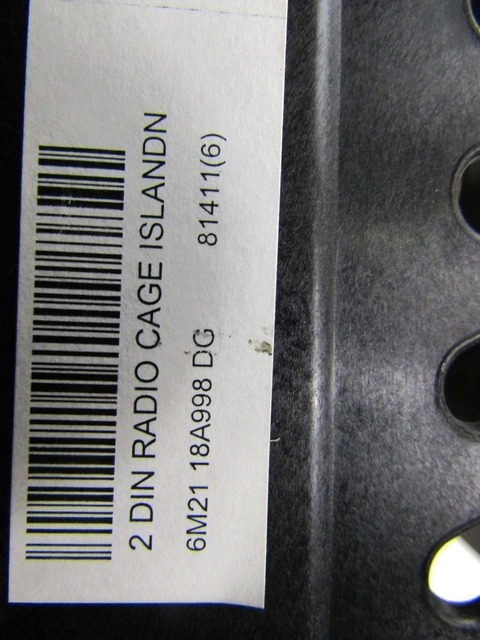 2 DIN RADIO CAGE ISLANDN
6M21 18A998 DG 81411(6)